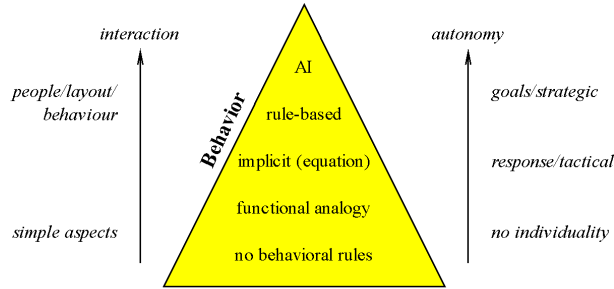 interaction
autonomy
people/layout/
behaviour
simple aspects
Behavior
AI
rule-based
implicit (equation)
functional analogy
no behavioral rules
goals/strategic
response/tactical
no individuality